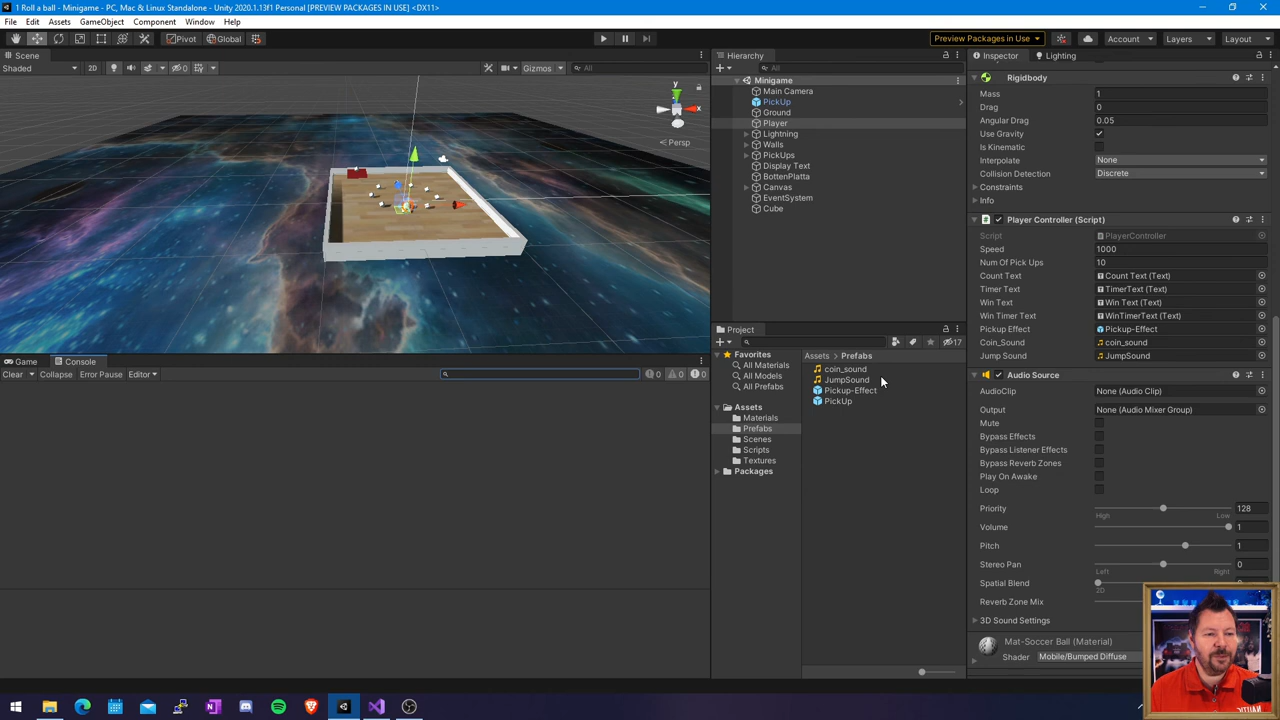 1 Roll a ball - Minigame - PC, Mac & Linux Standalone - Unity 2020.1.13f1 Personal [PREVIEW PACKAGES IN USE] <DX11>
File Edit Assets GameObject Component Window Help
Pivot Global Preview Packages in Use Account Layers Layout
Scene
Shaded 2D 0 Gizmos All
y
x
Persp
Hierarchy
All
Minigame
Main Camera
PickUp
Ground
Player
Lightning
Walls
PickUps
Display Text
BottenPlatta
Canvas
EventSystem
Cube
Game Console
Clear Collapse Error Pause Editor 0 0 0
Project
17
Favorites
All Materials
All Models
All Prefabs
Assets
Materials
Prefabs
Scenes
Scripts
Textures
Packages
Assets > Prefabs
coin_sound
JumpSound
Pickup-Effect
PickUp
Inspector Lighting
Rigidbody
Mass 1
Drag 0
Angular Drag 0.05
Use Gravity
Is Kinematic
Interpolate None
Collision Detection Discrete
Constraints
Info
Player Controller (Script)
Script PlayerController
Speed 1000
Num Of Pick Ups 10
Count Text Count Text (Text)
Timer Text TimerText (Text)
Win Text Win Text (Text)
Win Timer Text WinTimerText (Text)
Pickup Effect Pickup-Effect
Coin_Sound coin_sound
Jump Sound JumpSound
Audio Source
AudioClip None (Audio Clip)
Output None (Audio Mixer Group)
Mute
Bypass Effects
Bypass Listener Effects
Bypass Reverb Zones
Play On Awake
Loop
Priority 128
High Low
Volume 1
Pitch 1
Stereo Pan 0
Left Right
Spatial Blend
2D
Reverb Zone Mix
3D Sound Settings
Mat-Soccer Ball (Material)
Shader Mobile/Bumped Diffuse